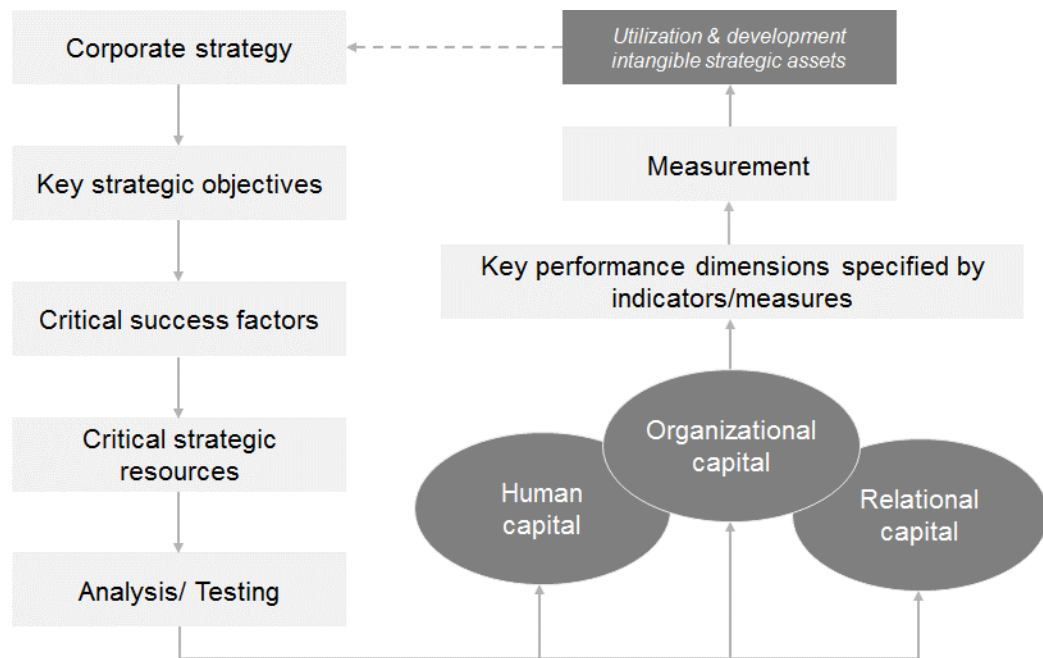 Corporate strategy
Key strategic objectives
Critical success factors
Critical strategic
resources
Analysis/ Testing
Human
capital
Organizational
capital
Relational
capital
Key performance dimensions specified by
indicators/measures
Measurement
Utilization & development
intangible strategic assets